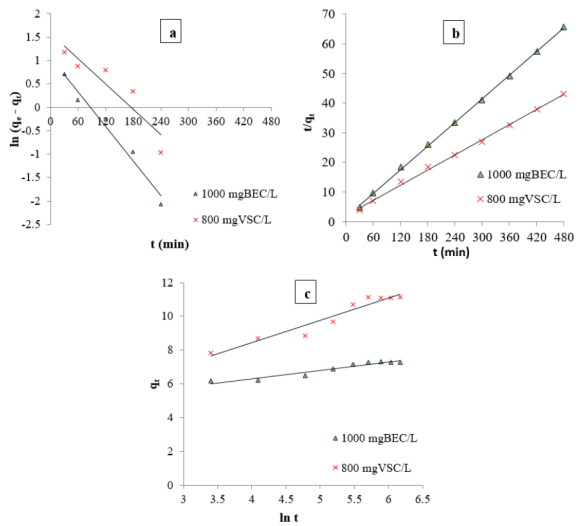 a
ln (qe – qt)
2
1.5
1
0.5
0
-0.5
-1
-1.5
-2
-2.5
0 60 120 180 240 300
1000 mgBEC/L
800 mgVSC/L
t (min)
b
t/qt
70
60
50
40
30
20
10
0
0 60 120 180 240 300 360 420 480
1000 mgBEC/L
800 mgVSC/L
t (min)
c
qt
12
10
8
6
4
2
0
3 3.5 4 4.5 5 5.5 6 6.5
1000 mgBEC/L
800 mgVSC/L
ln t